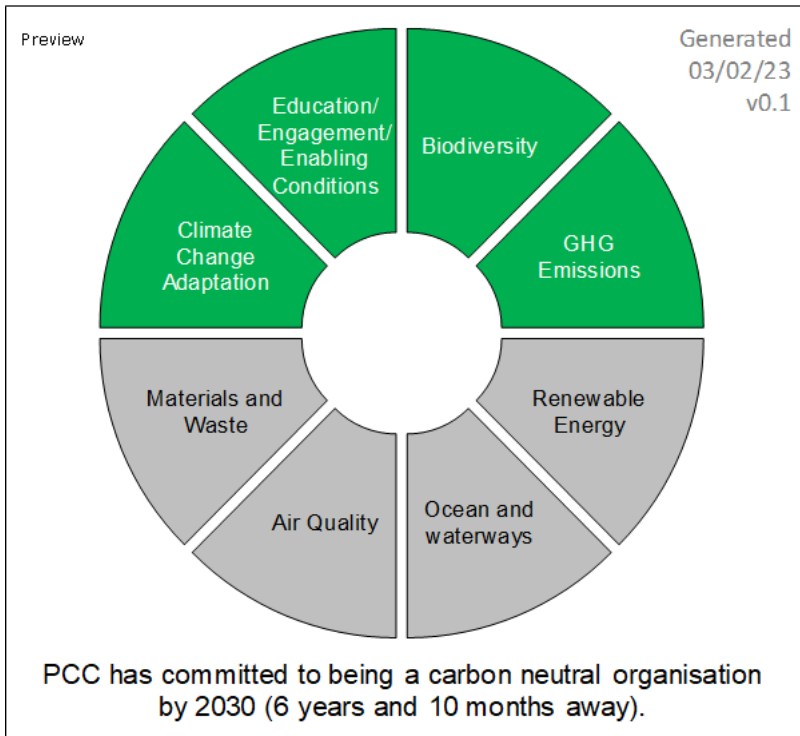 Preview
Generated
03/02/23
v0.1
Education/
Engagement/
Enabling
Conditions
Biodiversity
Climate
Change
Adaptation
GHG
Emissions
Materials and
Waste
Renewable
Energy
Air Quality
Ocean and
waterways
PCC has committed to being a carbon neutral organisation
by 2030 (6 years and 10 months away).